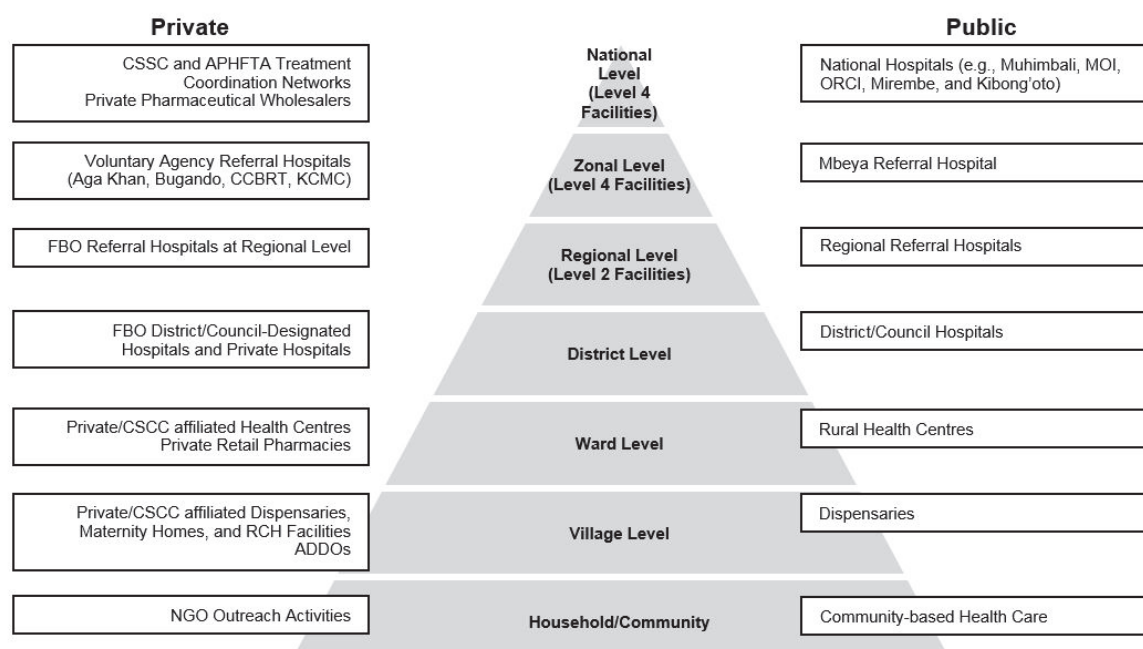 Private
Public
CSSC and APHFTA Treatment
Coordination Networks
Private Pharmaceutical Wholesalers
National
Level
(Level 4
Facilities)
National Hospitals (e.g., Muhimbali, MOI,
ORCI, Mirembe, and Kibong'oto)
Voluntary Agency Referral Hospitals
(Aga Khan, Bugando, CCBRT, KCMC)
Zonal Level
(Level 4 Facilities)
Mbeya Referral Hospital
FBO Referral Hospitals at Regional Level
Regional Level
(Level 2 Facilities)
Regional Referral Hospitals
FBO District/Council-Designated
Hospitals and Private Hospitals
District Level
District/Council Hospitals
Private/CSCC affiliated Health Centres
Private Retail Pharmacies
Ward Level
Rural Health Centres
Private/CSCC affiliated Dispensaries,
Maternity Homes, and RCH Facilities
ADDOs
Village Level
Dispensaries
NGO Outreach Activities
Household/Community
Community-based Health Care